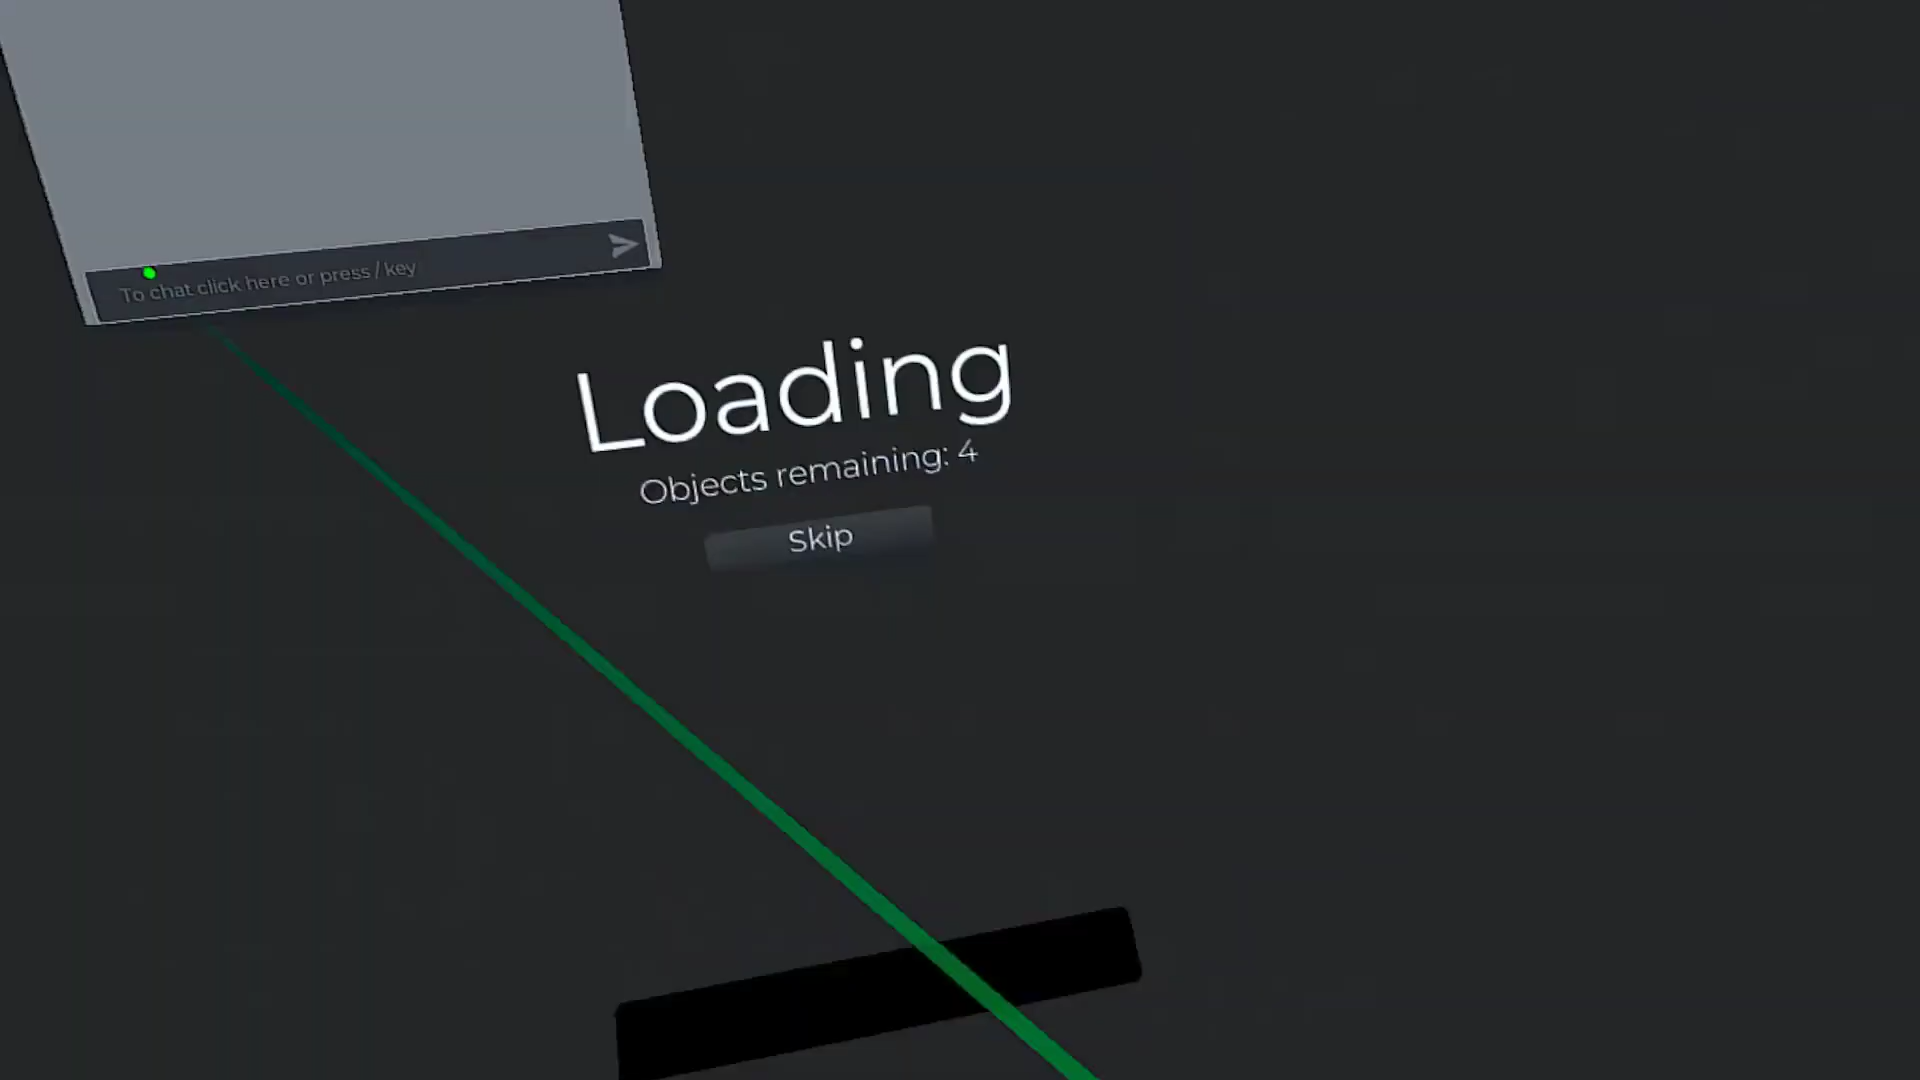 To chat click here or press / key
Loading
Objects remaining: 4
Skip